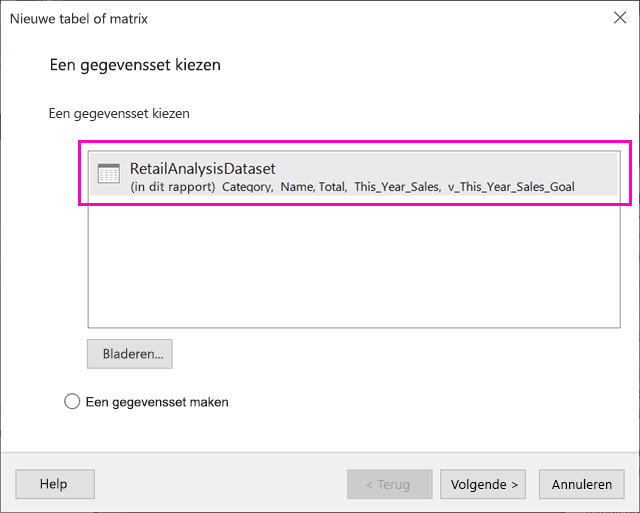 Nieuwe tabel of matrix
Een gegevensset kiezen
Een gegevensset kiezen
RetailAnalysisDataset
(in dit rapport) Category, Name, Total, This_Year_Sales, v_This_Year_Sales_Goal
Bladeren...
Een gegevensset maken
Help
< Terug
Volgende >
Annuleren